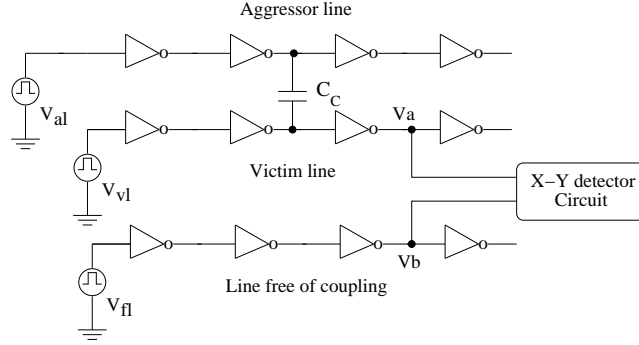 Aggressor line
V_al
C_C
Va
V_vl
Victim line
X-Y detector
Circuit
Vb
V_fl
Line free of coupling